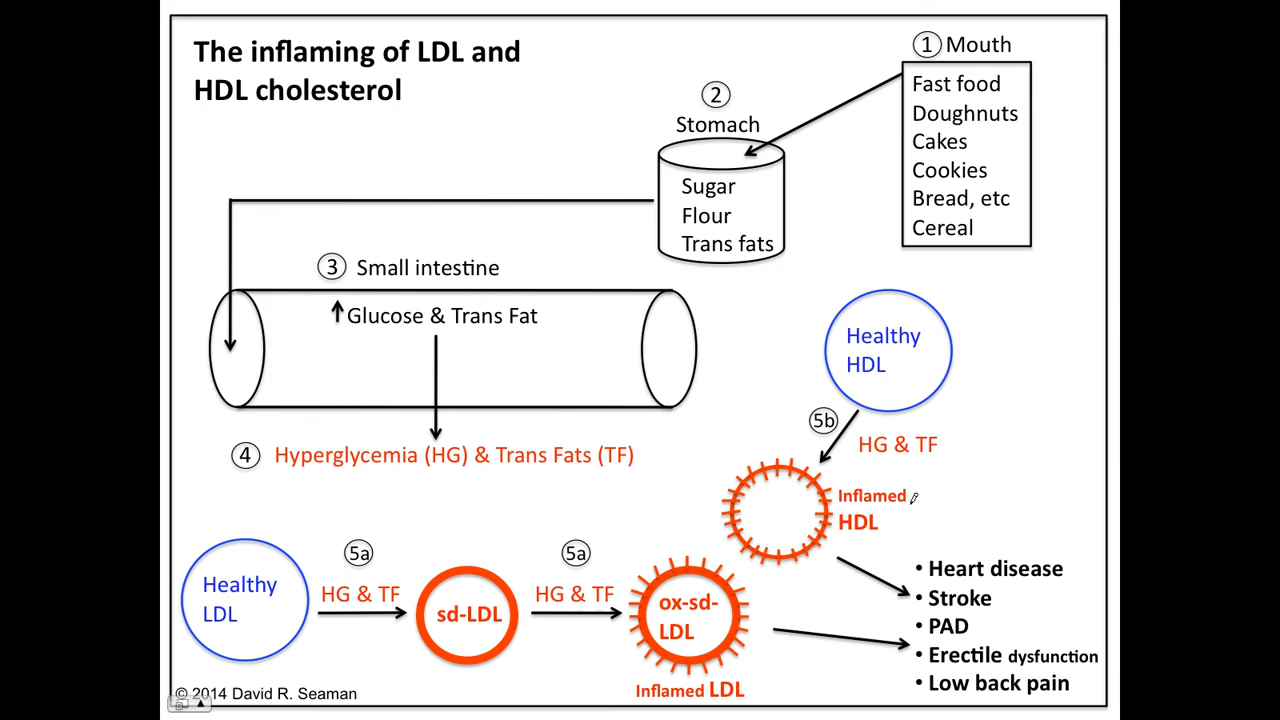 The inflaming of LDL and
HDL cholesterol
1 Mouth
Fast food
Doughnuts
Cakes
Cookies
Bread, etc
Cereal
2
Stomach
Sugar
Flour
Trans fats
3 Small intestine
Glucose & Trans Fat
4 Hyperglycemia (HG) & Trans Fats (TF)
Healthy
HDL
5b
HG & TF
Inflamed
HDL
Healthy
LDL
5a
HG & TF
sd-LDL
5a
HG & TF
ox-sd-
LDL
Inflamed LDL
• Heart disease
• Stroke
• PAD
• Erectile dysfunction
• Low back pain
© 2014 David R. Seaman